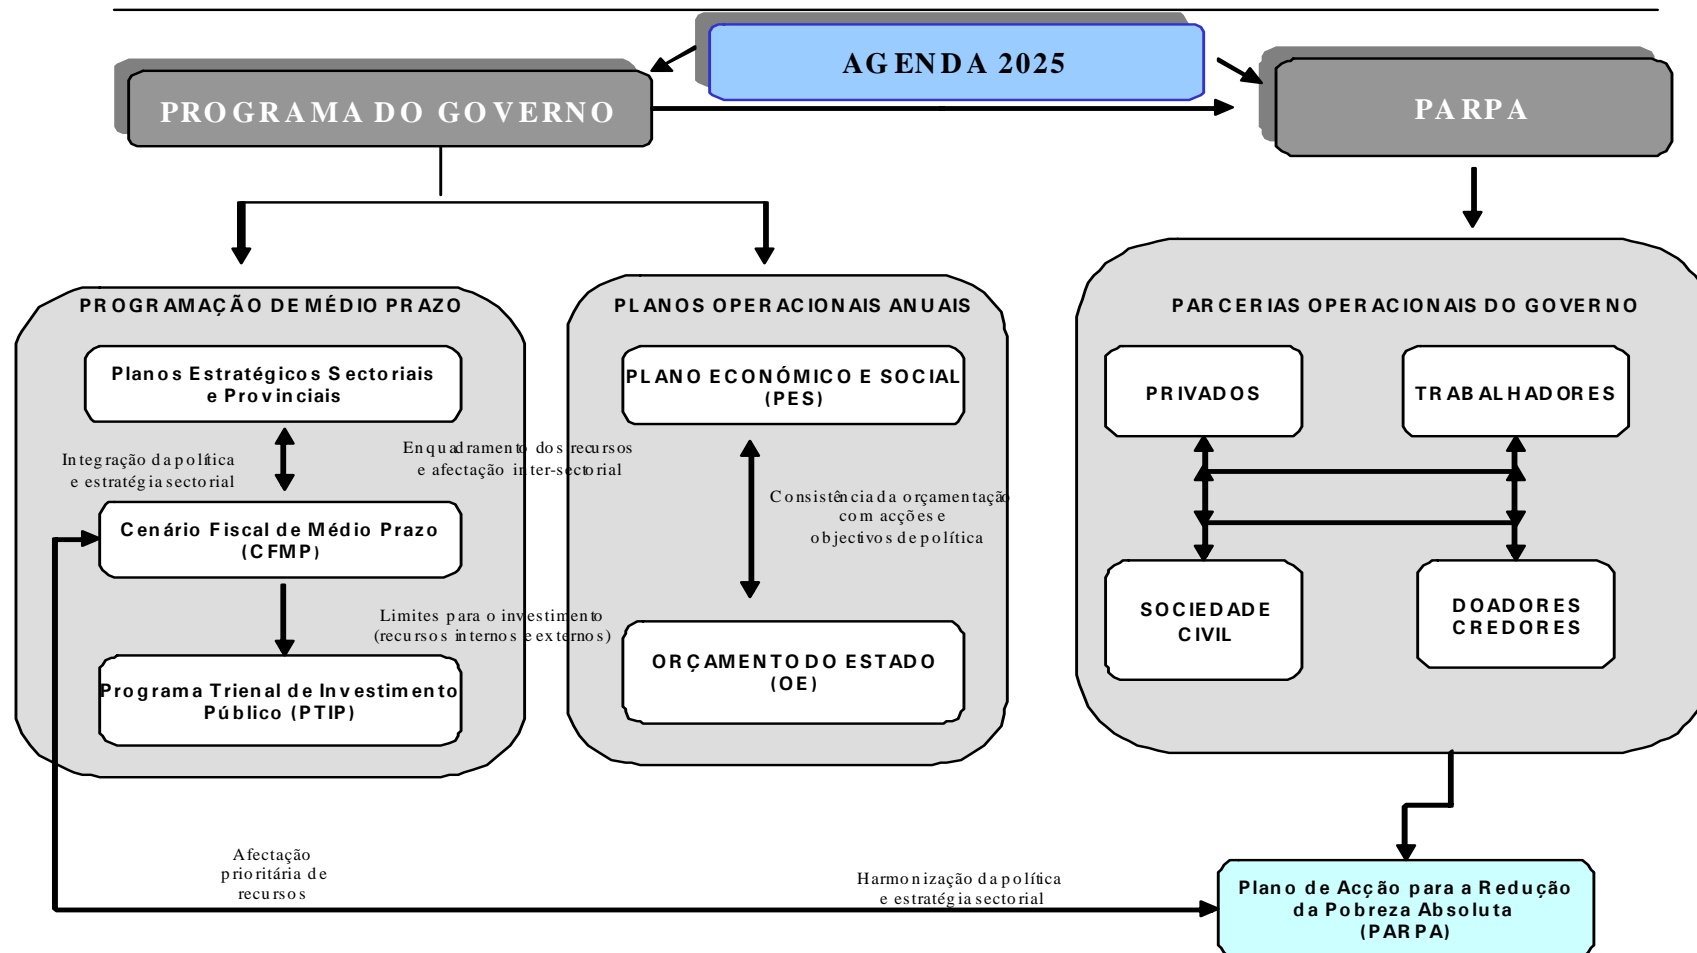 AGENDA 2025
PROGRAMA DO GOVERNO
PARPA
PROGRAMAÇÃO DE MÉDIO PRAZO
Planos Estratégicos Sectoriais
e Provinciais
Integração da política
e estratégia sectorial
Enquadramento dos recursos
e afectação inter-sectorial
Cenário Fiscal de Médio Prazo
(CFMP)
Limites para o investimento
(recursos internos e externos)
Programa Trienal de Investimento
Público (PTIP)
PLANOS OPERACIONAIS ANUAIS
PLANO ECONÓMICO E SOCIAL
(PES)
Consistência da orçamentação
com acções e
objectivos de política
ORÇAMENTO DO ESTADO
(OE)
PARCERIAS OPERACIONAIS DO GOVERNO
PRIVADOS
TRABALHADORES
SOCIEDADE
CIVIL
DOADORES
CREDORES
Afectação
prioritária de
recursos
Harmonização da política
e estratégia sectorial
Plano de Acção para a Redução
da Pobreza Absoluta
(PARPA)